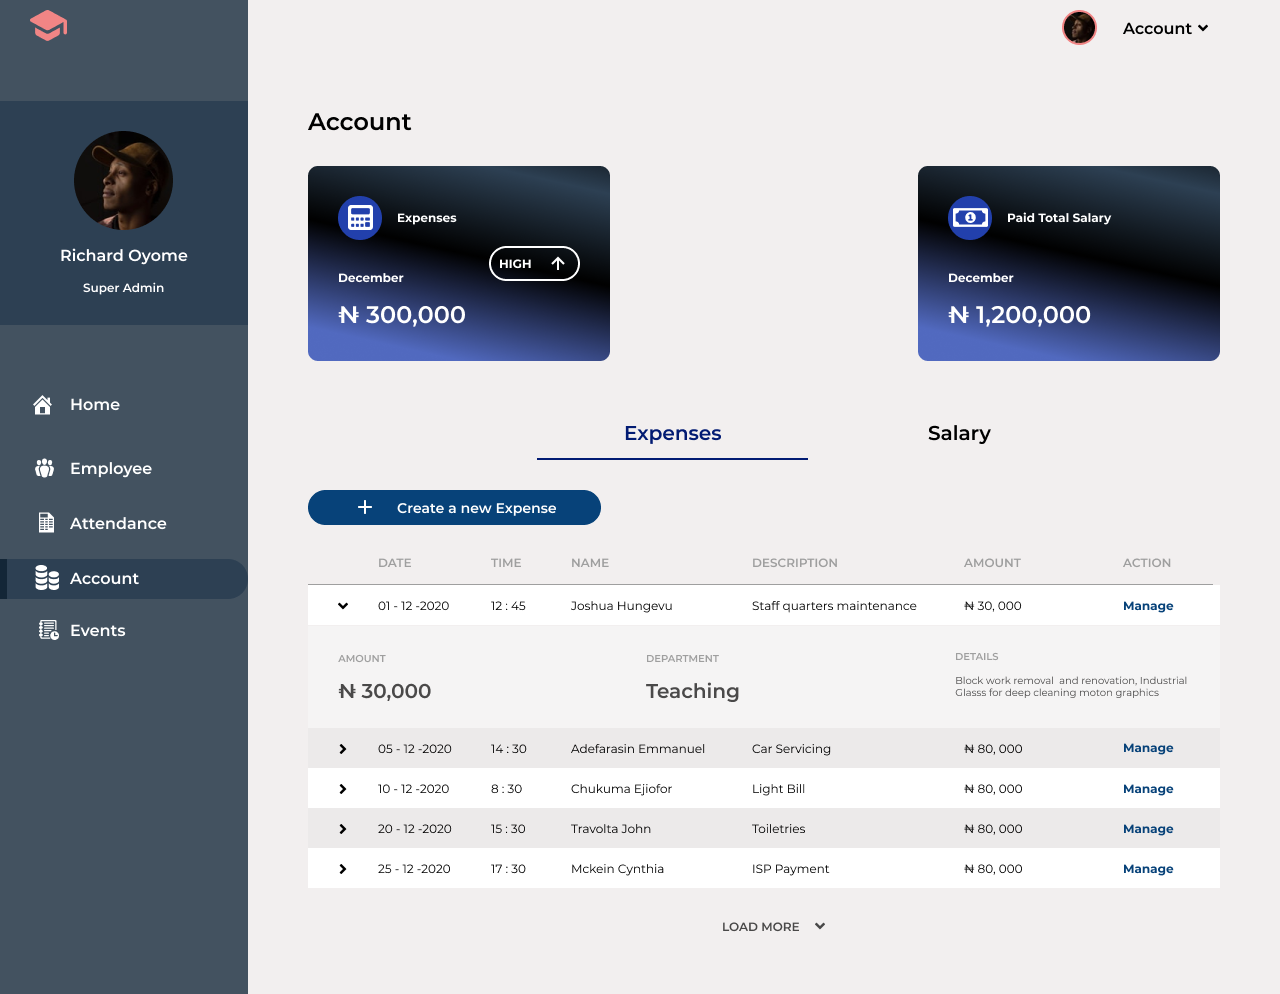 Account
Richard Oyome
Super Admin
Home
Employee
Attendance
Account
Events
Account
Expenses
HIGH
December
₦ 300,000
Paid Total Salary
December
₦ 1,200,000
Expenses Salary
Create a new Expense
DATE TIME NAME DESCRIPTION AMOUNT ACTION
01 - 12 -2020 12 : 45 Joshua Hungevu Staff quarters maintenance ₦ 30, 000 Manage
AMOUNT DEPARTMENT DETAILS
₦ 30,000 Teaching
Block work removal  and renovation, Industrial
Glasss for deep cleaning moton graphics
05 - 12 -2020 14 : 30 Adefarasin Emmanuel Car Servicing ₦ 80, 000 Manage
10 - 12 -2020 8 : 30 Chukuma Ejiofor Light Bill ₦ 80, 000 Manage
20 - 12 -2020 15 : 30 Travolta John Toiletries ₦ 80, 000 Manage
25 - 12 -2020 17 : 30 Mckein Cynthia ISP Payment ₦ 80, 000 Manage
LOAD MORE